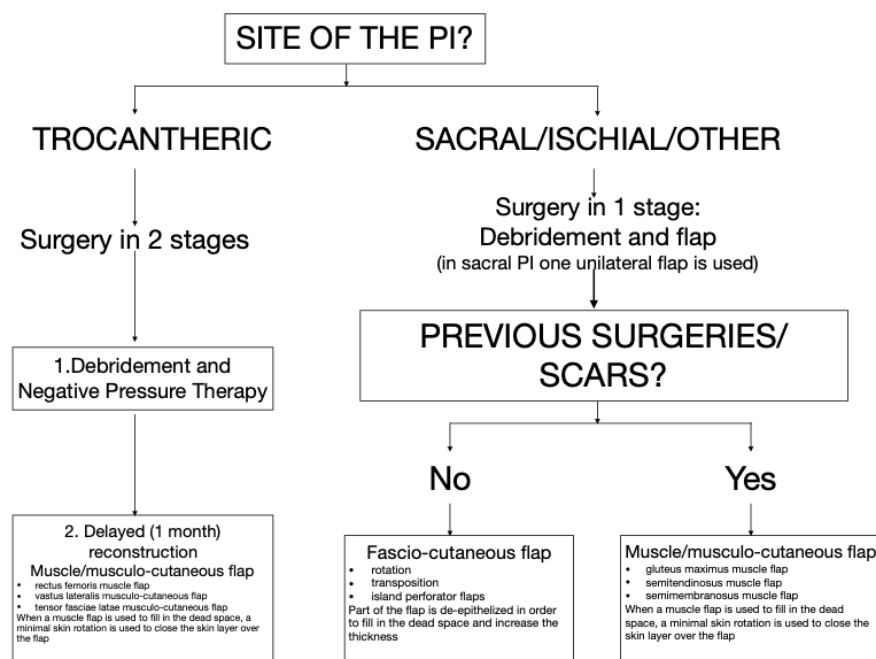 SITE OF THE PI?
TROCANTHERIC
SACRAL/ISCHIAL/OTHER
Surgery in 2 stages
Surgery in 1 stage:
Debridement and flap
(in sacral PI one unilateral flap is used)
PREVIOUS SURGERIES/
SCARS?
1.Debridement and
Negative Pressure Therapy
No
Yes
2. Delayed (1 month)
reconstruction
Muscle/musculo-cutaneous flap
• rectus femoris muscle flap
• vastus lateralis musculo-cutaneous flap
• tensor fasciae latae musculo-cutaneous flap
When a muscle flap is used to fill in the dead space, a
minimal skin rotation is used to close the skin layer over
the flap
Fascio-cutaneous flap
• rotation
• transposition
• island perforator flaps
Part of the flap is de-epithelized in order
to fill in the dead space and increase the
thickness
Muscle/musculo-cutaneous flap
• gluteus maximus muscle flap
• semitendinosus muscle flap
• semimembranosus muscle flap
When a muscle flap is used to fill in the dead
space, a minimal skin rotation is used to close the
skin layer over the flap